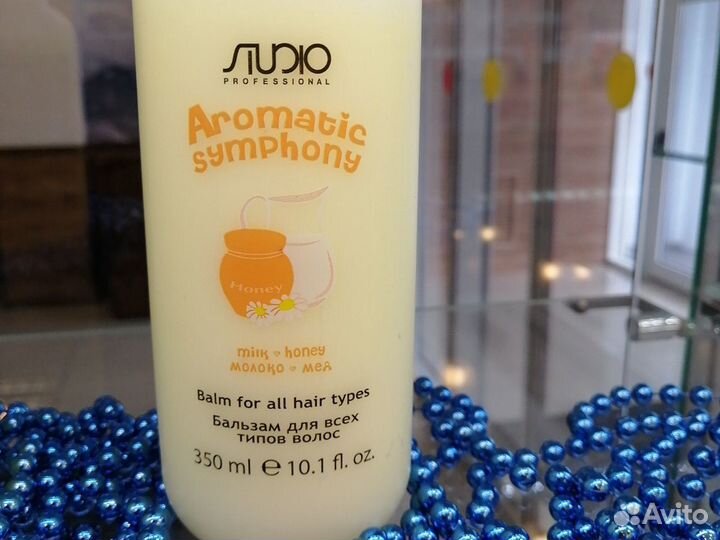 STUDIO
PROFESSIONAL
Aromatic
symphony
Honey
milk honey
молоко мед
Balm for all hair types
Бальзам для всех
типов волос
350 ml e 10.1 fl. oz.
Avito